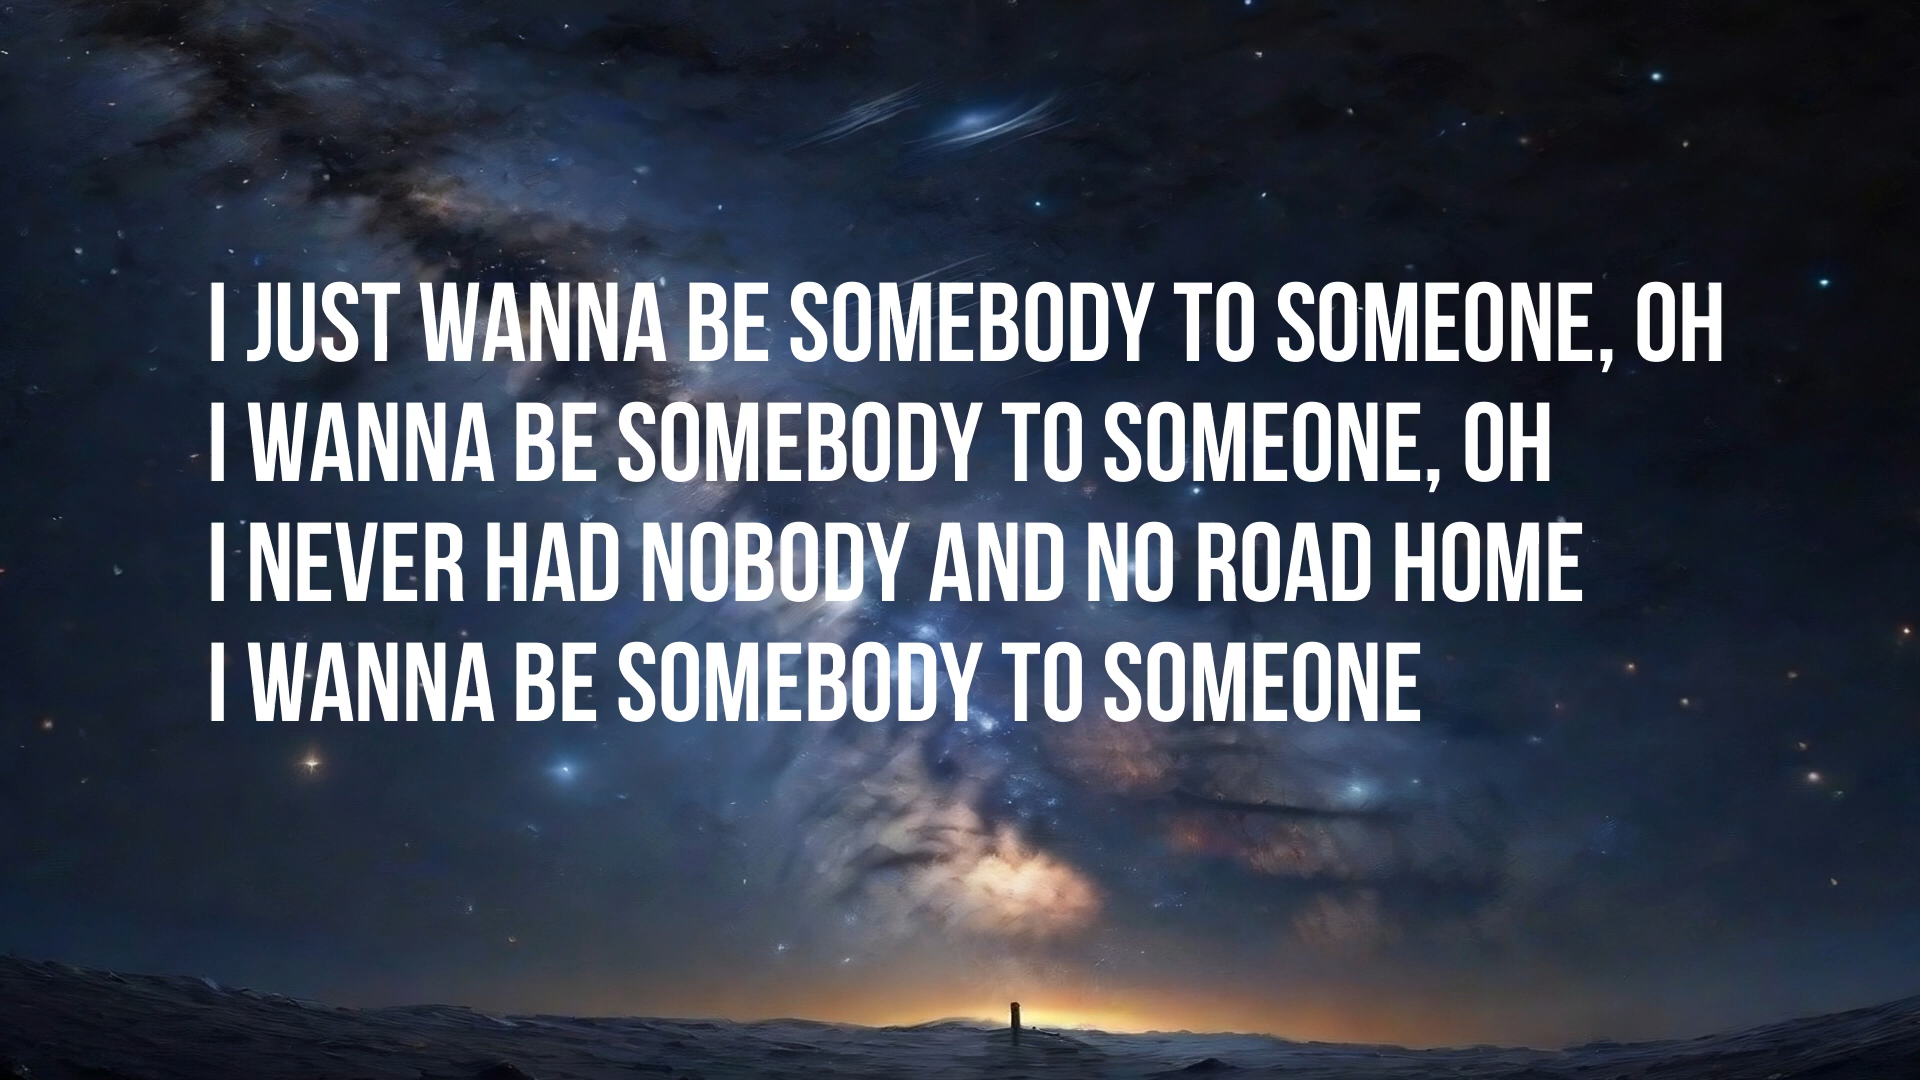 I JUST WANNA BE SOMEBODY TO SOMEONE, OH
I WANNA BE SOMEBODY TO SOMEONE, OH
I NEVER HAD NOBODY AND NO ROAD HOME
I WANNA BE SOMEBODY TO SOMEONE